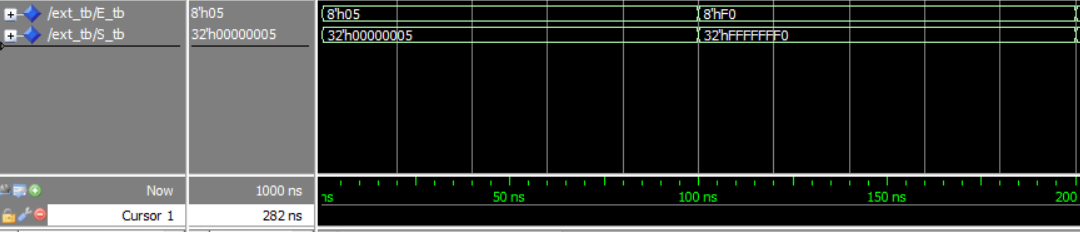 /ext_tb/E_tb 8'h05 8'h05 8'hF0
/ext_tb/S_tb 32'h00000005 32'h00000005 32'hFFFFFFF0
Now 1000 ns
ns 50 ns 100 ns 150 ns 200
Cursor 1 282 ns